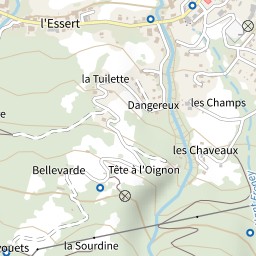 l'Essert
la Tuilette
Dangereux
les Champs
les Chaveaux
Bellevarde
Tête à l'Oignon
la Sourdine